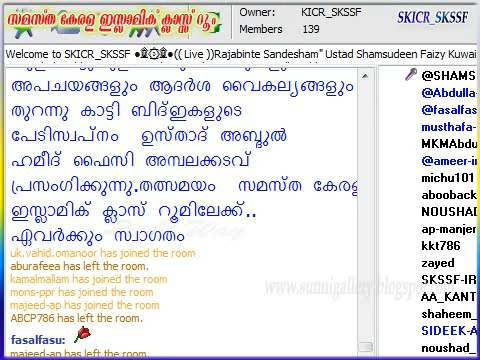 സമസ്ത കേരള ഇസ്ലാമിക് ക്ലാസ് റൂം
Owner: KICR_SKSSF
Members 139
SKICR_SKSSF
Welcome to SKICR_SKSSF ●۩۞۩●(( Live ))Rajabinte Sandesham" Ustad Shamsudeen Faizy Kuwai
അപചയങ്ങളും ആദർശ വൈകല്യങ്ങളും
തുറന്നു കാട്ടി ബിദ്ഇകളുടെ
പേടിസ്വപ്നം ഉസ്താദ് അബ്ദുൽ
ഹമീദ് ഫൈസി അമ്പലക്കടവ്
പ്രസംഗിക്കുന്നു.തത്സമയം സമസ്ത കേരള
ഇസ്ലാമിക് ക്ലാസ് റൂമിലേക്ക്..
ഏവർക്കും സ്വാഗതം
uk.vahid.omanoor has joined the room
aburafeea has left the room.
kamalmallam has joined the room
mons-ppr has joined the room
majeed-ap has joined the room
ABCP786 has left the room.
fasalfasu:
majeed-ap has left the room.
www.sunnigallery.blogspot
@SHAMS
@Abdulla-
@fasalfas
musthafa-
MKMAbdu
@ameer-ir
michu101
abooback
NOUSHAD
ap-manjer
kkt786
zayed
SKSSF-IR
AA_KANT
shaheem_
SIDEEK-A
noushad_